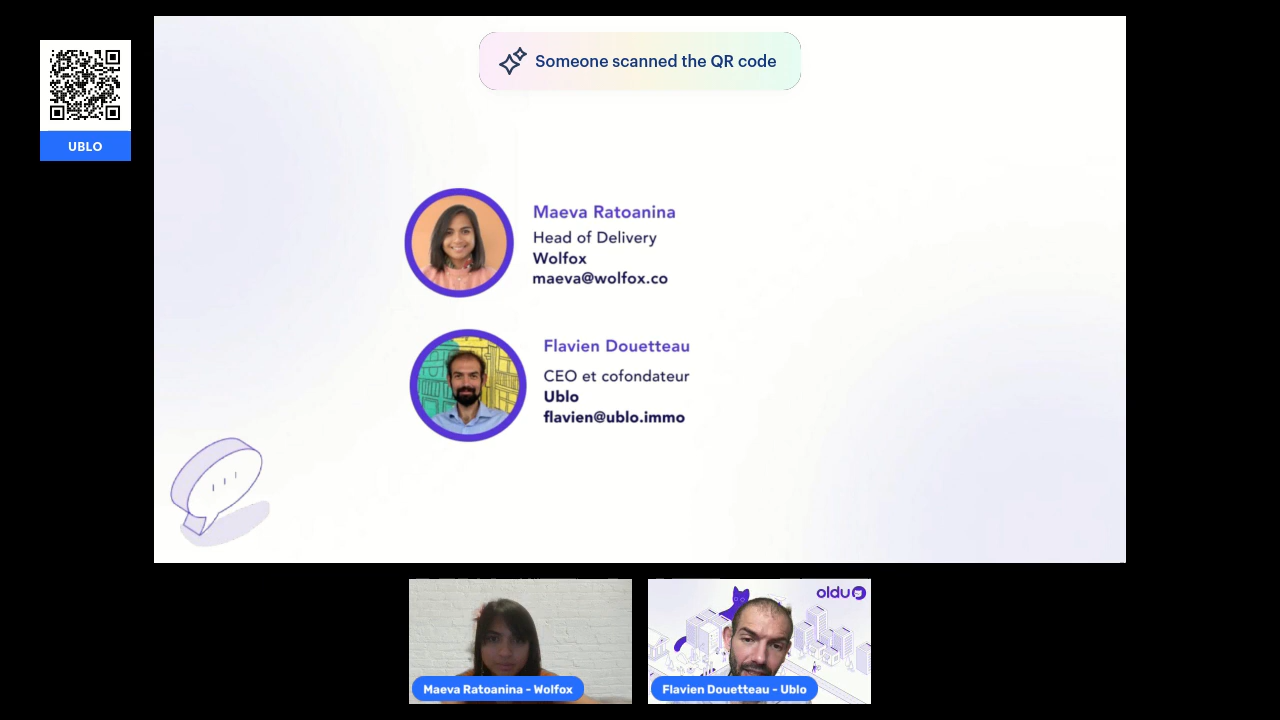 Someone scanned the QR code
UBLO
Maeva Ratoanina
Head of Delivery
Wolfox
maeva@wolfox.co
Flavien Douetteau
CEO et cofondateur
Ublo
flavien@ublo.immo
oldu
Maeva Ratoanina - Wolfox
Flavien Douetteau - Ublo